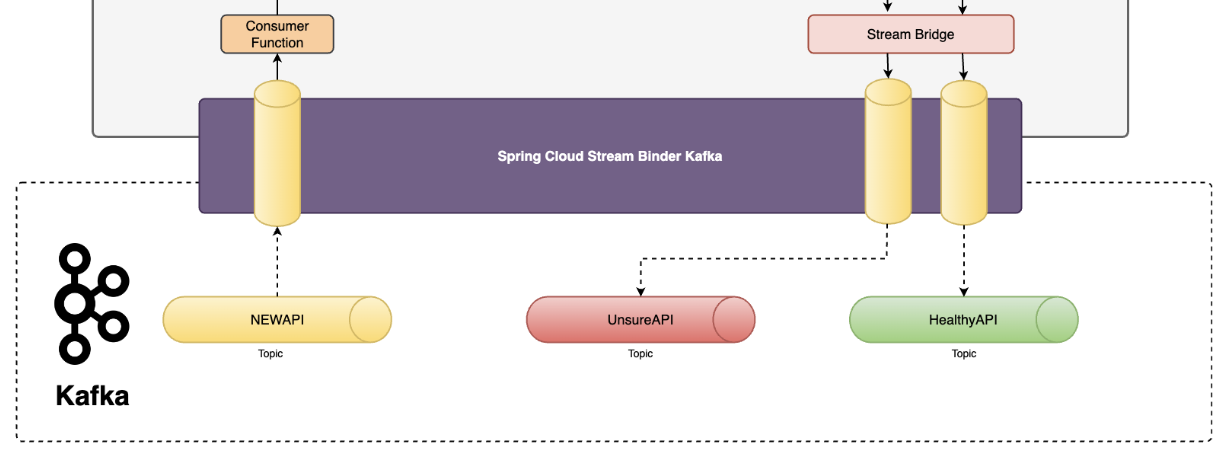 Consumer
Function
Stream Bridge
Spring Cloud Stream Binder Kafka
NEWAPI
UnsureAPI
HealthyAPI
Topic
Topic
Topic
Kafka